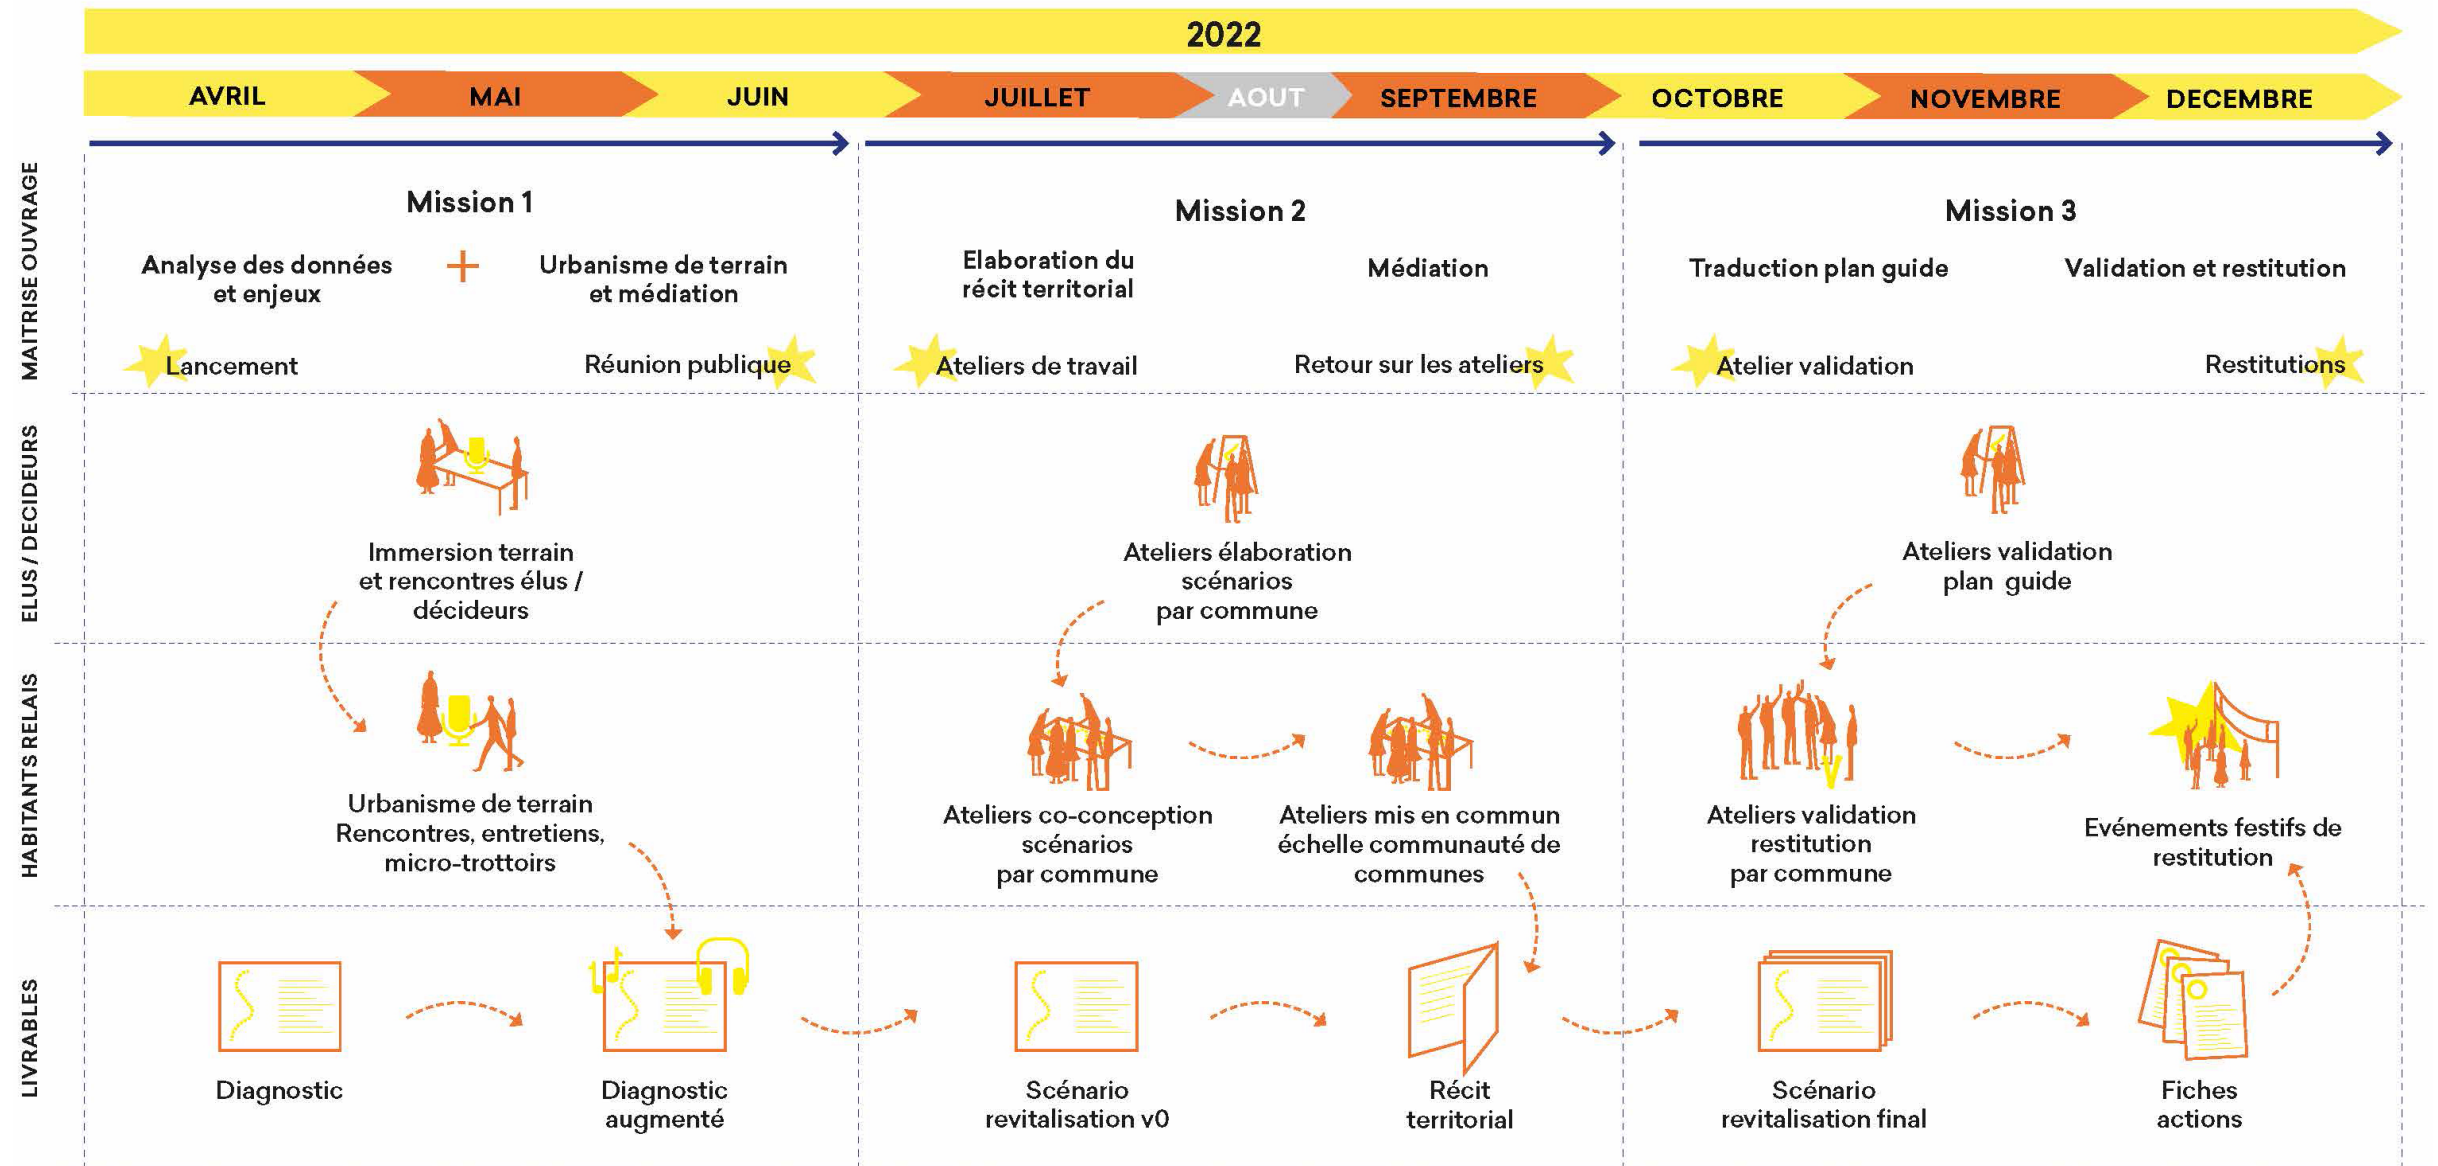 2022
AVRIL
MAI
JUIN
JUILLET
AOUT
SEPTEMBRE
OCTOBRE
NOVEMBRE
DECEMBRE
MAITRISE OUVRAGE
Mission 1
Analyse des données
et enjeux
+
Urbanisme de terrain
et médiation
Lancement
Réunion publique
Mission 2
Elaboration du
récit territorial
Médiation
Ateliers de travail
Retour sur les ateliers
Mission 3
Traduction plan guide
Validation et restitution
Atelier validation
Restitutions
ELUS / DECIDEURS
Immersion terrain
et rencontres élus /
décideurs
Ateliers élaboration
scénarios
par commune
Ateliers validation
plan guide
HABITANTS RELAIS
Urbanisme de terrain
Rencontres, entretiens,
micro-trottoirs
Ateliers co-conception
scénarios
par commune
Ateliers mis en commun
échelle communauté de
communes
Ateliers validation
restitution
par commune
Evénements festifs de
restitution
LIVRABLES
Diagnostic
Diagnostic
augmenté
Scénario
revitalisation v0
Récit
territorial
Scénario
revitalisation final
Fiches
actions